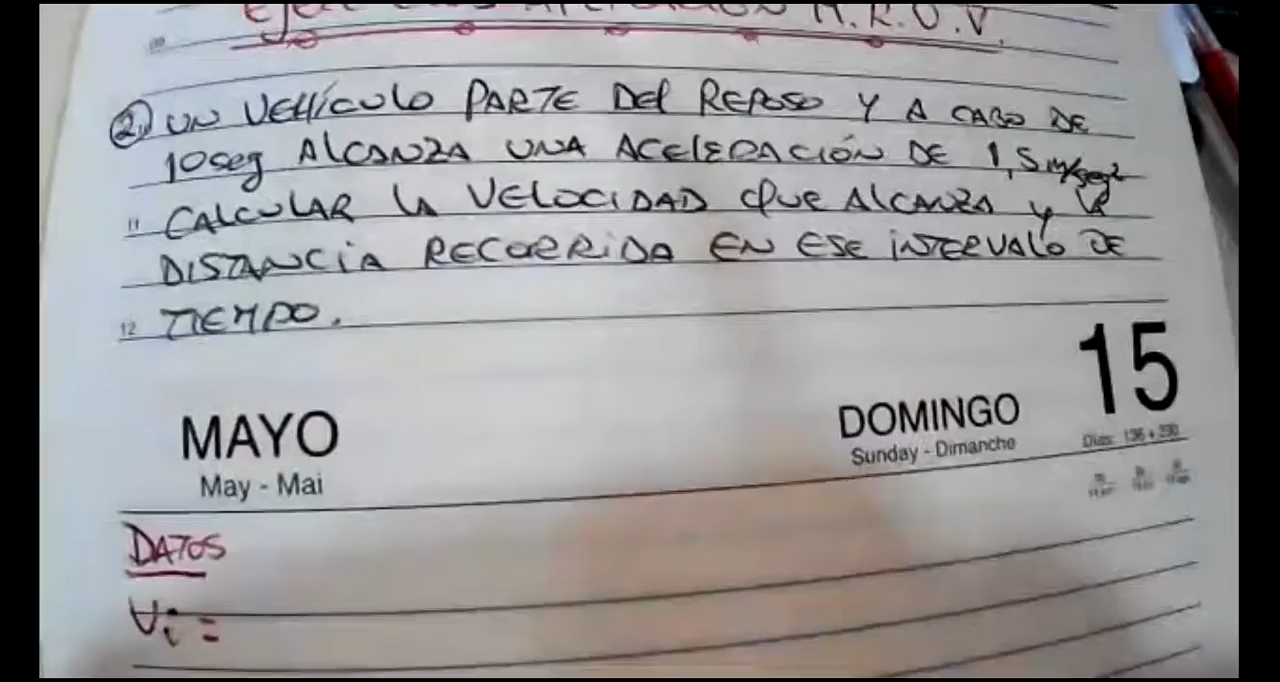 M.R.U.V.
2) UN VEHÍCULO PARTE DEL REPOSO Y A CABO DE
10seg ALCANZA UNA ACELERACIÓN DE 1,5 m/seg2
11 CALCULAR LA VELOCIDAD QUE ALCANZA Y LA
DISTANCIA RECORRIDA EN ESE INTERVALO DE
12 TIEMPO.
MAYO
May - Mai
DOMINGO
Sunday - Dimanche
15
DATOS
Vi =